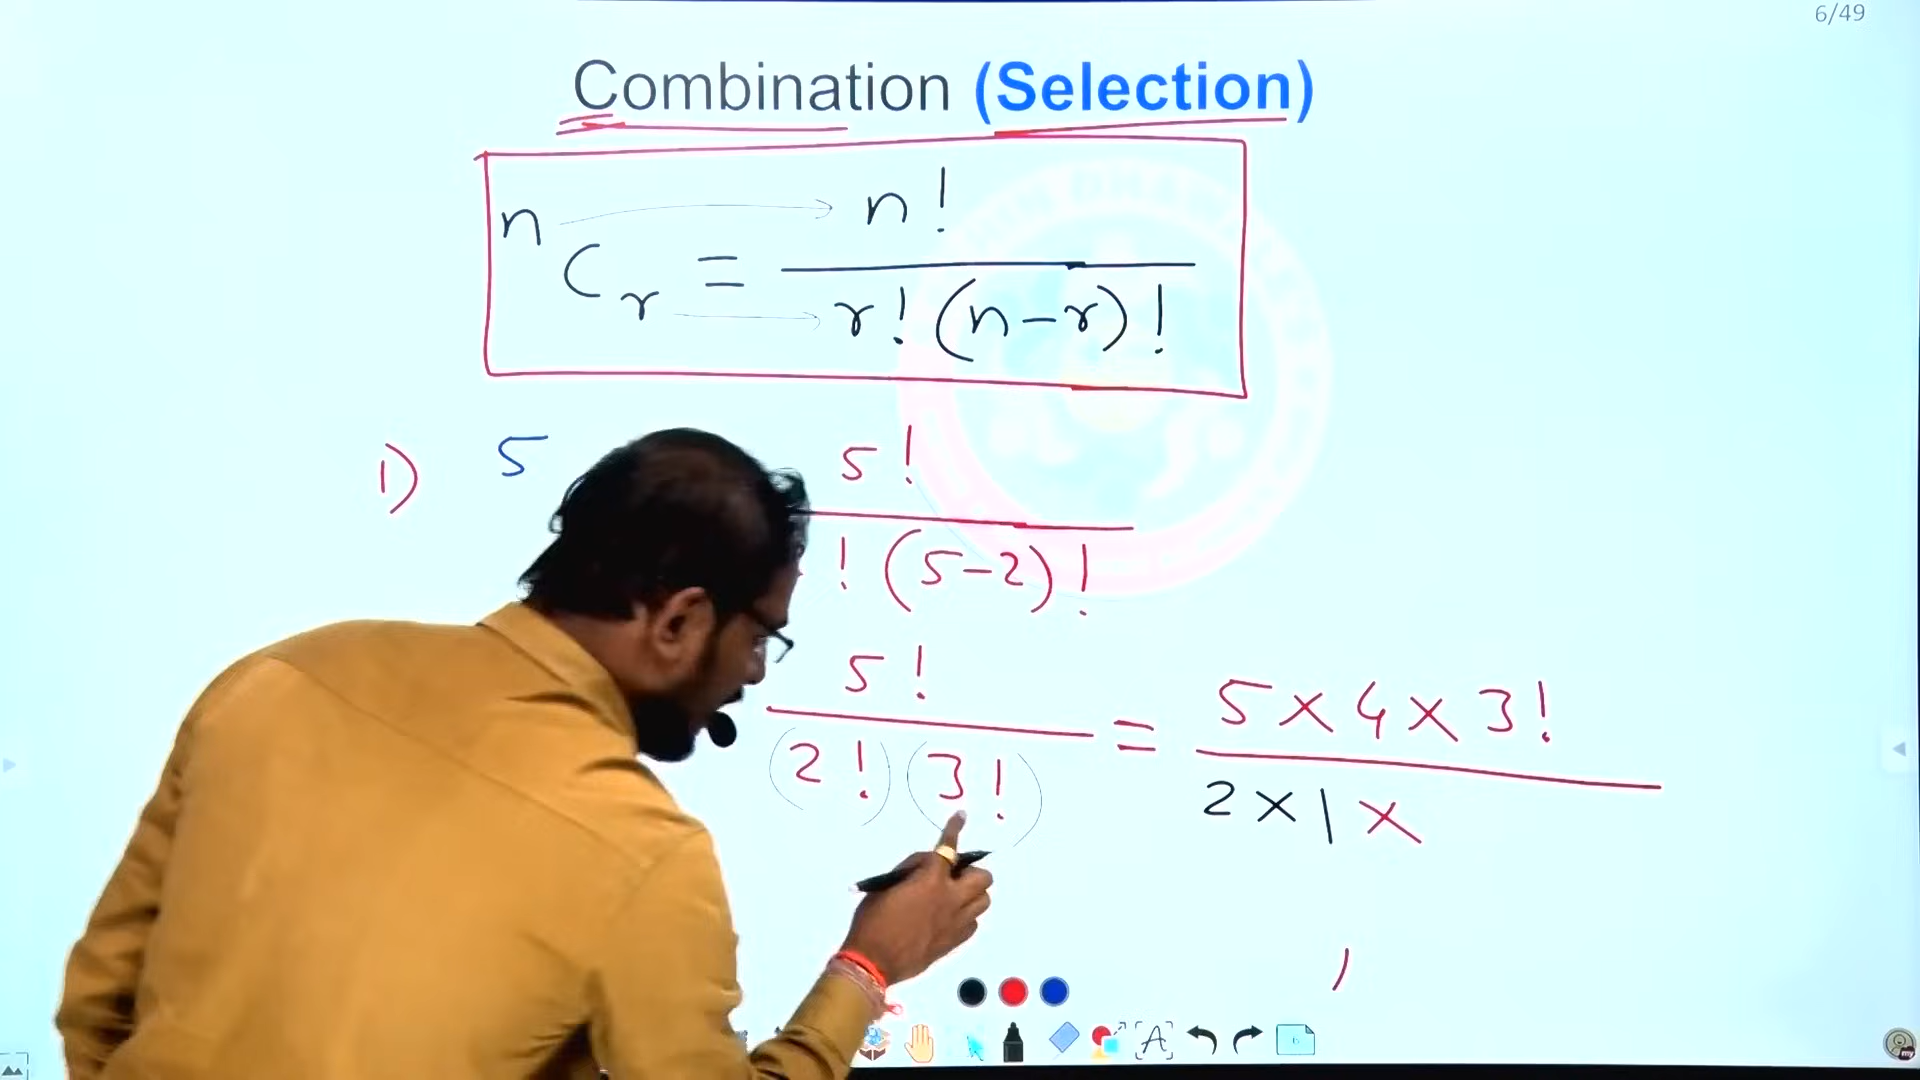 6/49
Combination (Selection)
nCr = n! / r! (n-r)!
1) 5 5! / ! (5-2)!
5! / (2!) (3!) = 5 x 4 x 3! / 2 x 1 x